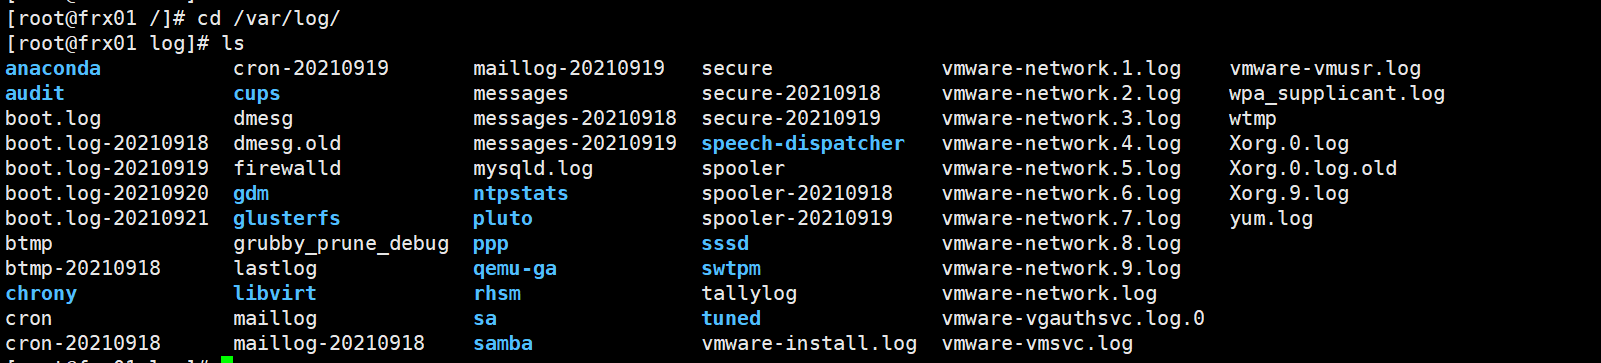 [root@frx01 /]# cd /var/log/
[root@frx01 log]# ls
anaconda cron-20210919 maillog-20210919 secure vmware-network.1.log vmware-vmusr.log
audit cups messages secure-20210918 vmware-network.2.log wpa_supplicant.log
boot.log dmesg messages-20210918 secure-20210919 vmware-network.3.log wtmp
boot.log-20210918 dmesg.old messages-20210919 speech-dispatcher vmware-network.4.log Xorg.0.log
boot.log-20210919 firewalld mysqld.log spooler vmware-network.5.log Xorg.0.log.old
boot.log-20210920 gdm ntpstats spooler-20210918 vmware-network.6.log Xorg.9.log
boot.log-20210921 glusterfs pluto spooler-20210919 vmware-network.7.log yum.log
btmp grubby_prune_debug ppp sssd vmware-network.8.log
btmp-20210918 lastlog qemu-ga swtpm vmware-network.9.log
chrony libvirt rhsm tallylog vmware-network.log
cron maillog sa tuned vmware-vgauthsvc.log.0
cron-20210918 maillog-20210918 samba vmware-install.log vmware-vmsvc.log